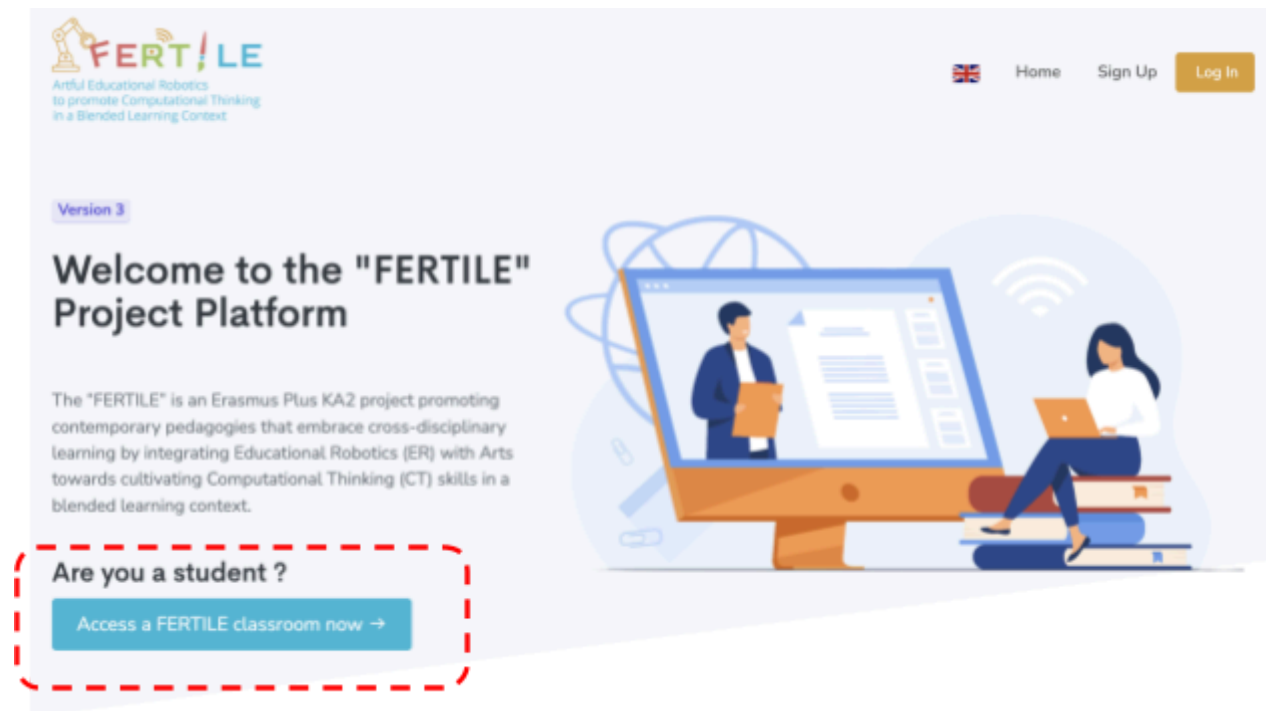 FERTILE
Artful Educational Robotics
to promote Computational Thinking
in a Blended Learning Context
Home
Sign Up
Log In
Version 3
Welcome to the "FERTILE"
Project Platform
The "FERTILE" is an Erasmus Plus KA2 project promoting
contemporary pedagogies that embrace cross-disciplinary
learning by integrating Educational Robotics (ER) with Arts
towards cultivating Computational Thinking (CT) skills in a
blended learning context.
Are you a student ?
Access a FERTILE classroom now →